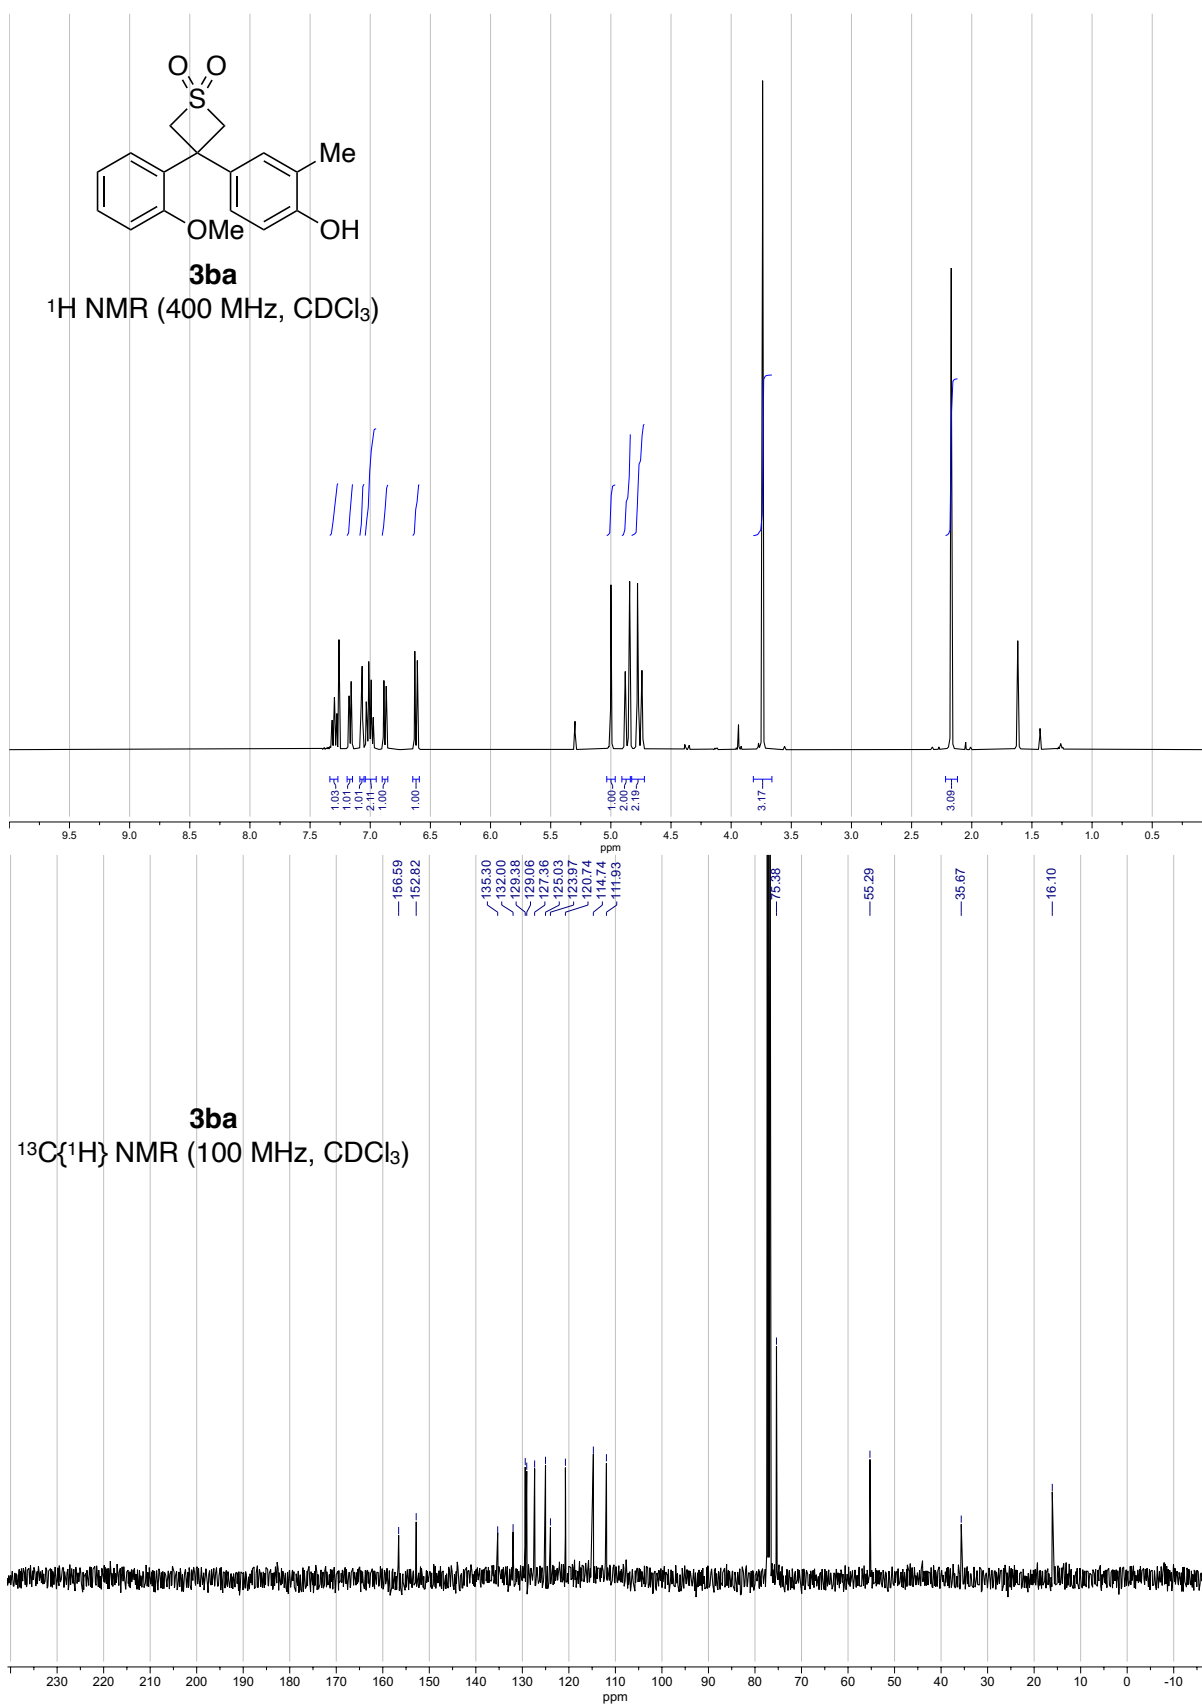 O O
S
Me
OMe
OH
3ba
¹H NMR (400 MHz, CDCl₃)
1.03
1.01
1.01
2.11
1.00
1.00
1.00
2.00
2.19
3.17
3.09
9.5 9.0 8.5 8.0 7.5 7.0 6.5 6.0 5.5 5.0 4.5 4.0 3.5 3.0 2.5 2.0 1.5 1.0 0.5
ppm
156.59
152.82
135.30
132.00
129.38
129.06
127.36
125.03
123.97
120.74
114.74
111.93
75.38
55.29
35.67
16.10
3ba
¹³C{¹H} NMR (100 MHz, CDCl₃)
230 220 210 200 190 180 170 160 150 140 130 120 110 100 90 80 70 60 50 40 30 20 10 0 -10
ppm